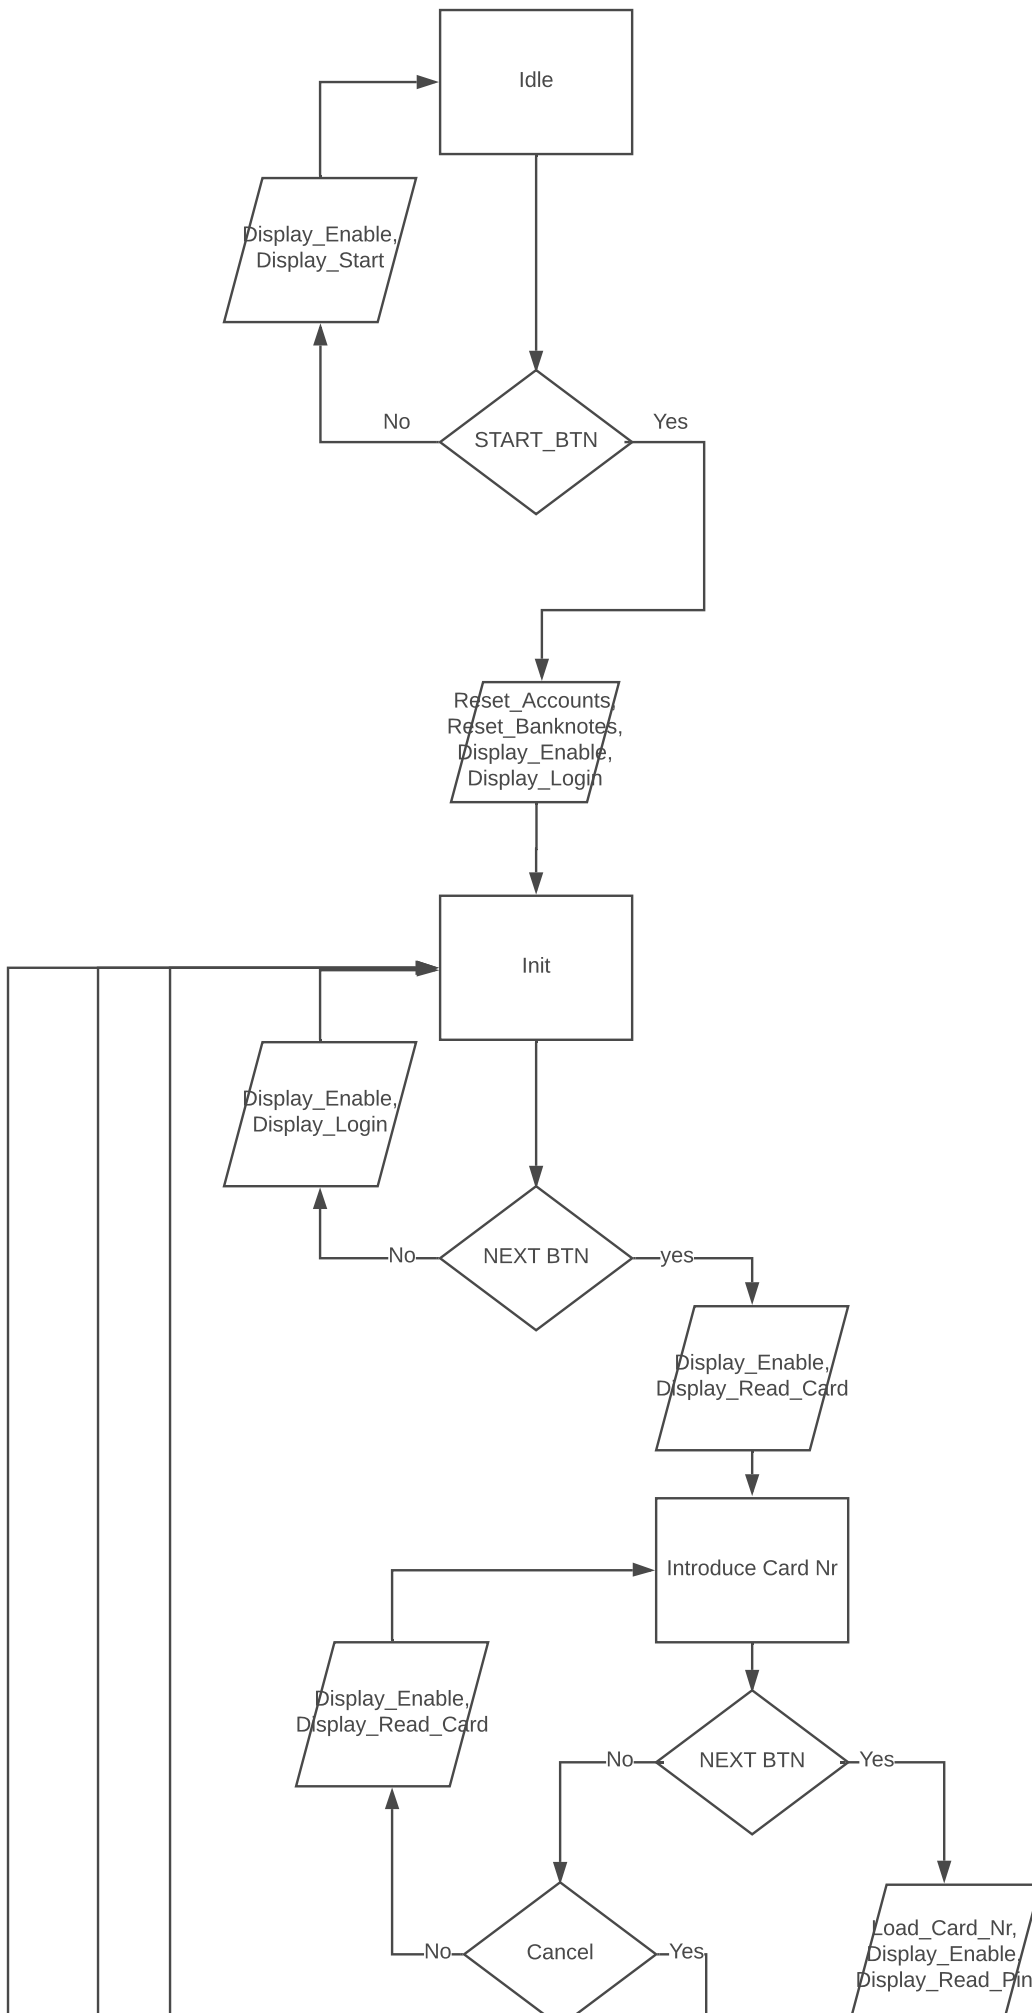 Idle
Display_Enable,
Display_Start
No
Yes
START_BTN
Reset_Accounts,
Reset_Banknotes,
Display_Enable,
Display_Login
Init
Display_Enable,
Display_Login
No
NEXT BTN
yes
Display_Enable,
Display_Read_Card
Introduce Card Nr
Display_Enable,
Display_Read_Card
No
NEXT BTN
Yes
No
Cancel
Yes
Load_Card_Nr,
Display_Enable,
Display_Read_Pin